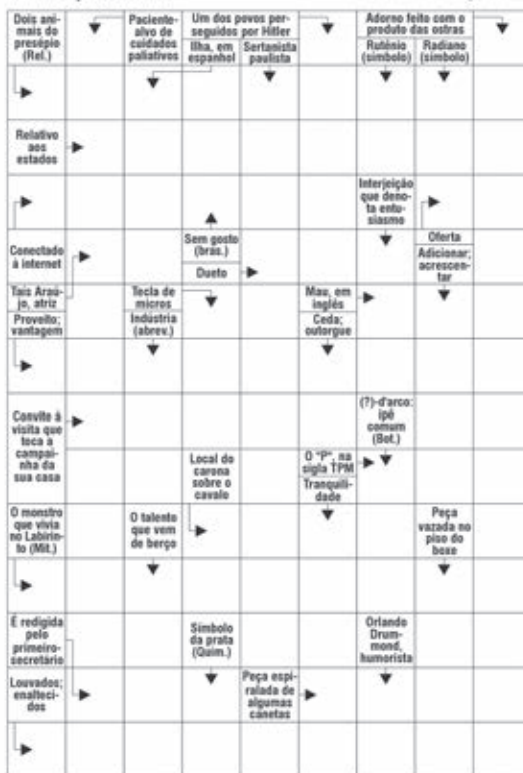 Dois ani-
mais do
presépio
(Rel.)
Paciente-
alvo de
cuidados
paliativos
Um dos povos per-
seguidos por Hitler
Ilha, em
espanhol
Sertanista
paulista
Adorno feito com o
produto das ostras
Rutênio
(símbolo)
Radiano
(símbolo)
Relativo
aos
estados
Interjeição
que deno-
ta entu-
siasmo
Conectado
à internet
Sem gosto
(bras.)
Dueto
Oferta
Adicionar;
acrescen-
tar
Taís Araú-
jo, atriz
Proveito;
vantagem
Tecla de
micros
Indústria
(abrev.)
Mau, em
inglês
Ceda;
outorgue
Convite à
visita que
toca a
campai-
nha da
sua casa
(?)-d'arco:
ipê
comum
(Bot.)
Local do
carona
sobre o
cavalo
O "P", na
sigla TPM
Tranquili-
dade
O monstro
que vivia
no Labirin-
to (Mit.)
O talento
que vem
de berço
Peça
vazada no
piso do
boxe
É redigida
pelo
primeiro-
secretário
Símbolo
da prata
(Quím.)
Orlando
Drum-
mond,
humorista
Louvados;
enalteci-
dos
Peça espi-
ralada de
algumas
canetas